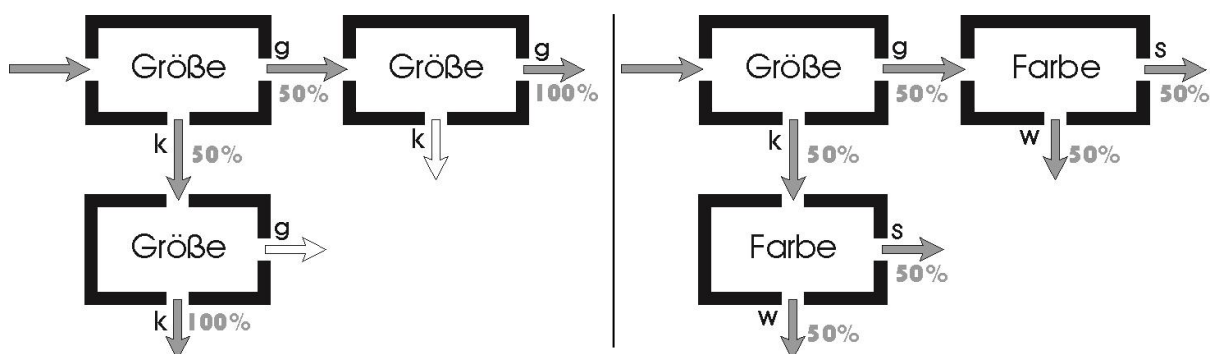 g g g s
Größe Größe Größe Farbe
50% 100% 50% 50%
k k k w
50% 50% 50%
g s
Größe Farbe
50%
k 100% w 50%